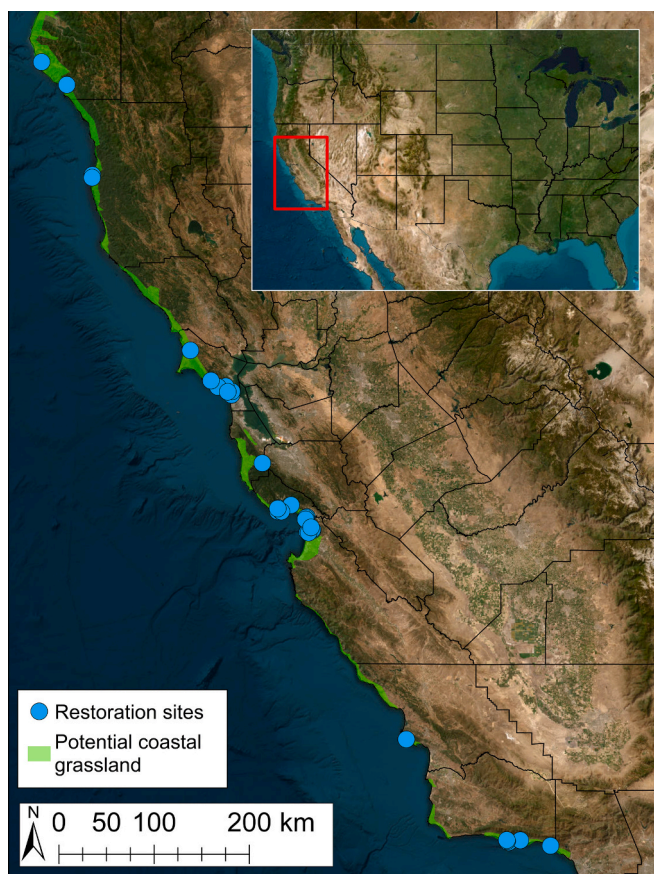 Restoration sites
Potential coastal
grassland
N
0 50 100 200 km